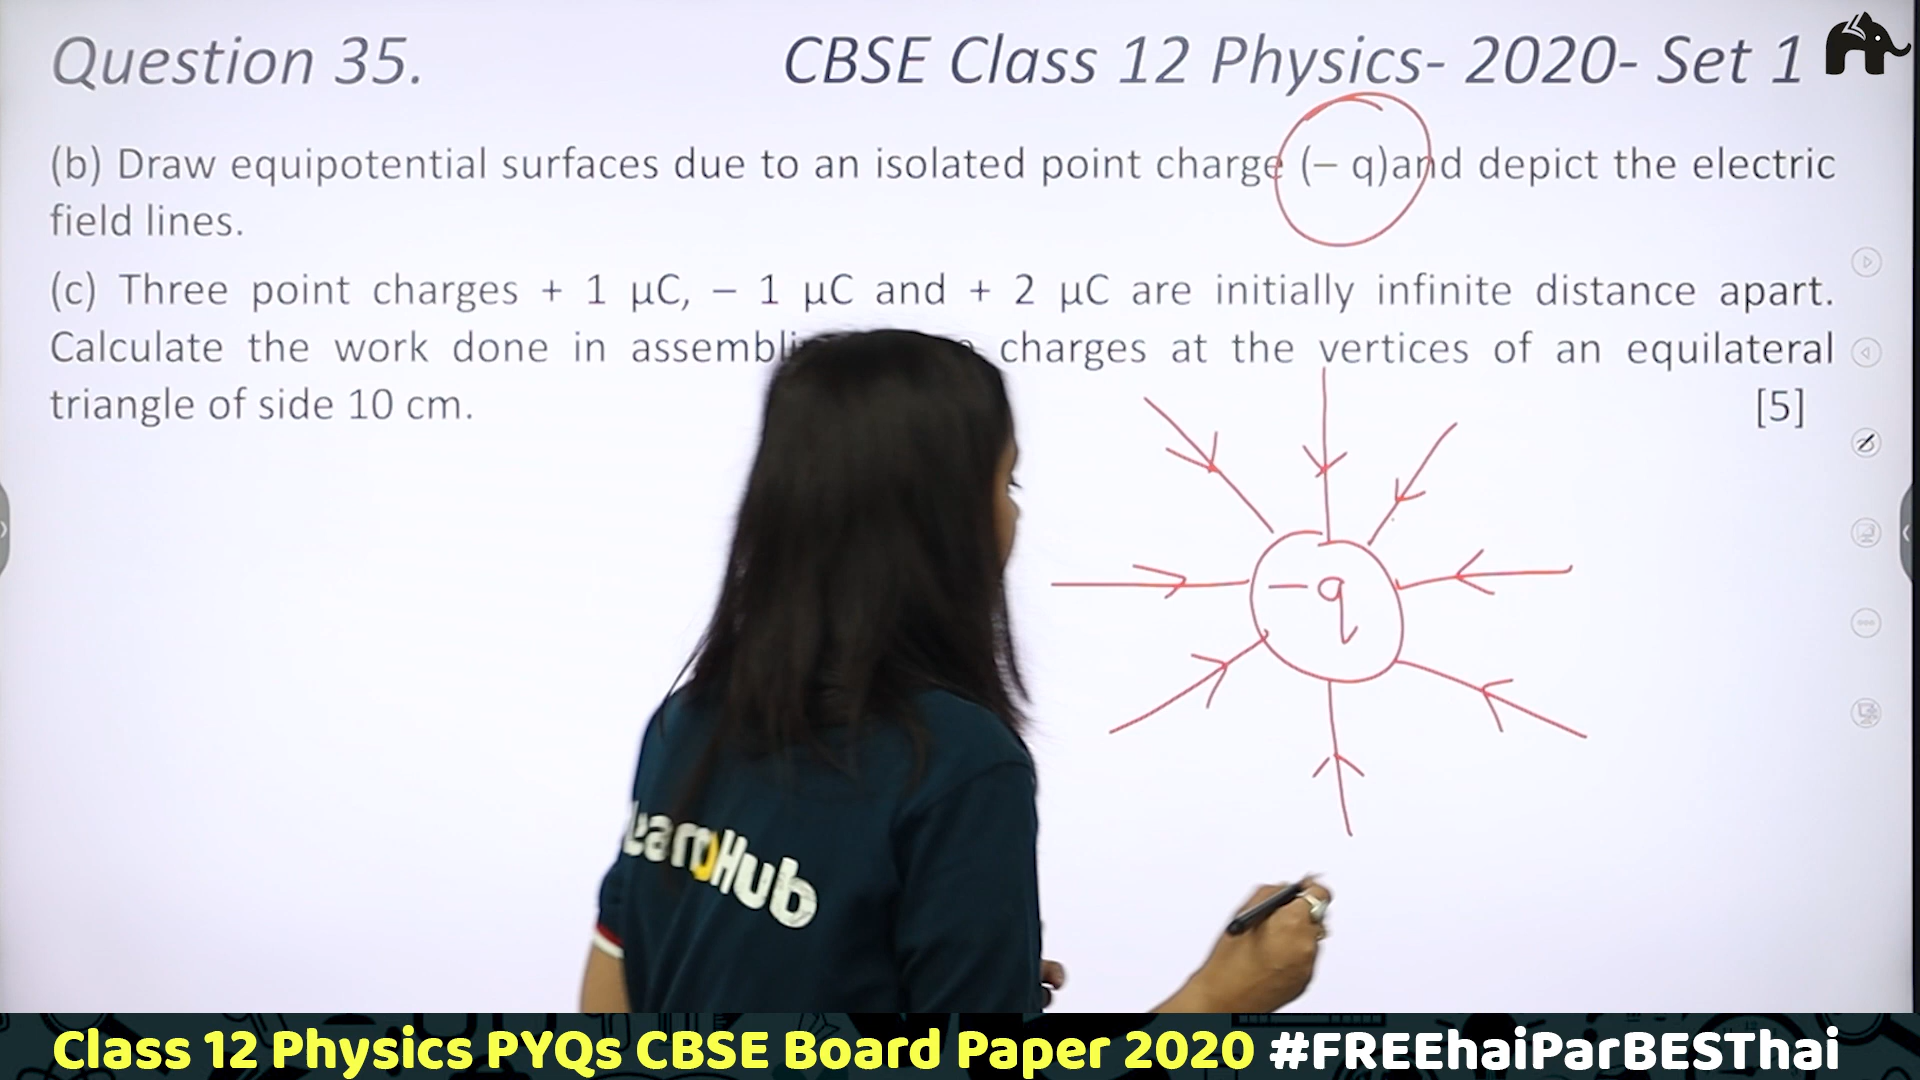 Question 35.
CBSE Class 12 Physics- 2020- Set 1
(b) Draw equipotential surfaces due to an isolated point charge (– q)and depict the electric
field lines.
(c) Three point charges + 1 μC, – 1 μC and + 2 μC are initially infinite distance apart.
Calculate the work done in charges at the vertices of an equilateral
triangle of side 10 cm. [5]
– q
LearnHub
Class 12 Physics PYQs CBSE Board Paper 2020 #FREEhaiParBESThai